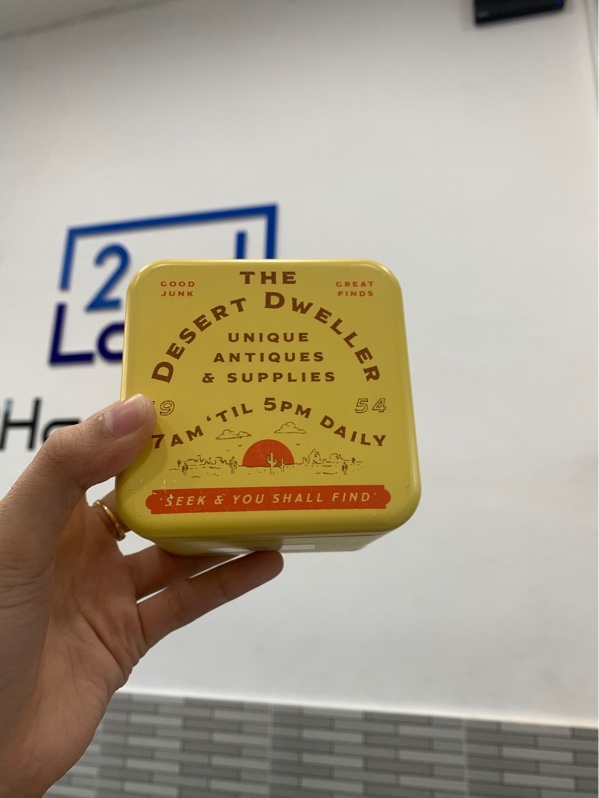 GOOD JUNK
THE
GREAT FINDS
DESERT DWELLER
UNIQUE
ANTIQUES
& SUPPLIES
9
54
7AM 'TIL 5PM DAILY
'SEEK & YOU SHALL FIND'